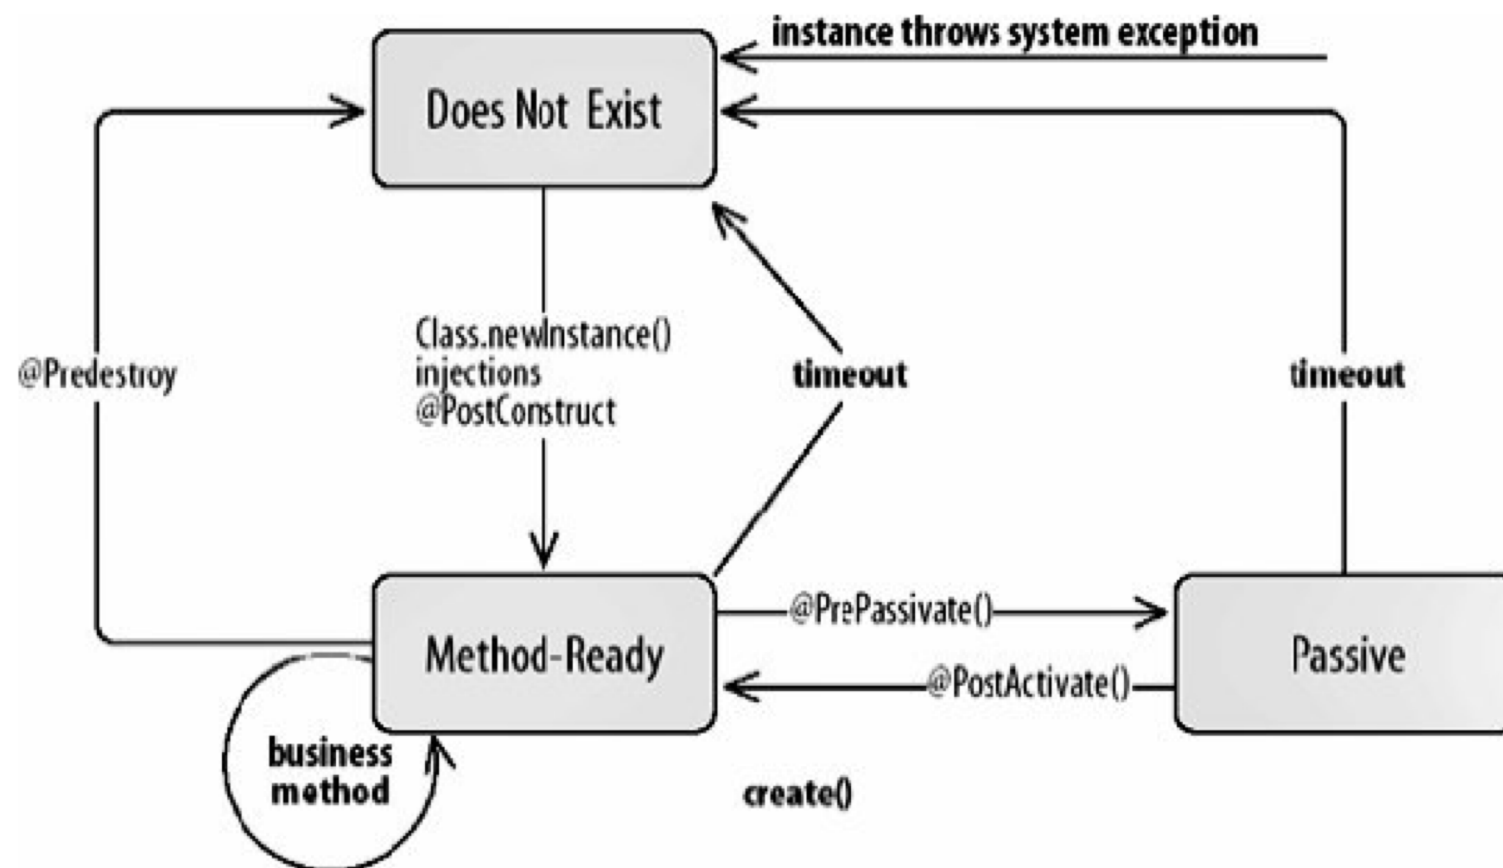 instance throws system exception
Does Not Exist
Class.newInstance()
injections
@PostConstruct
@Predestroy
timeout
timeout
@PrePassivate()
Method-Ready
Passive
@PostActivate()
business
method
create()